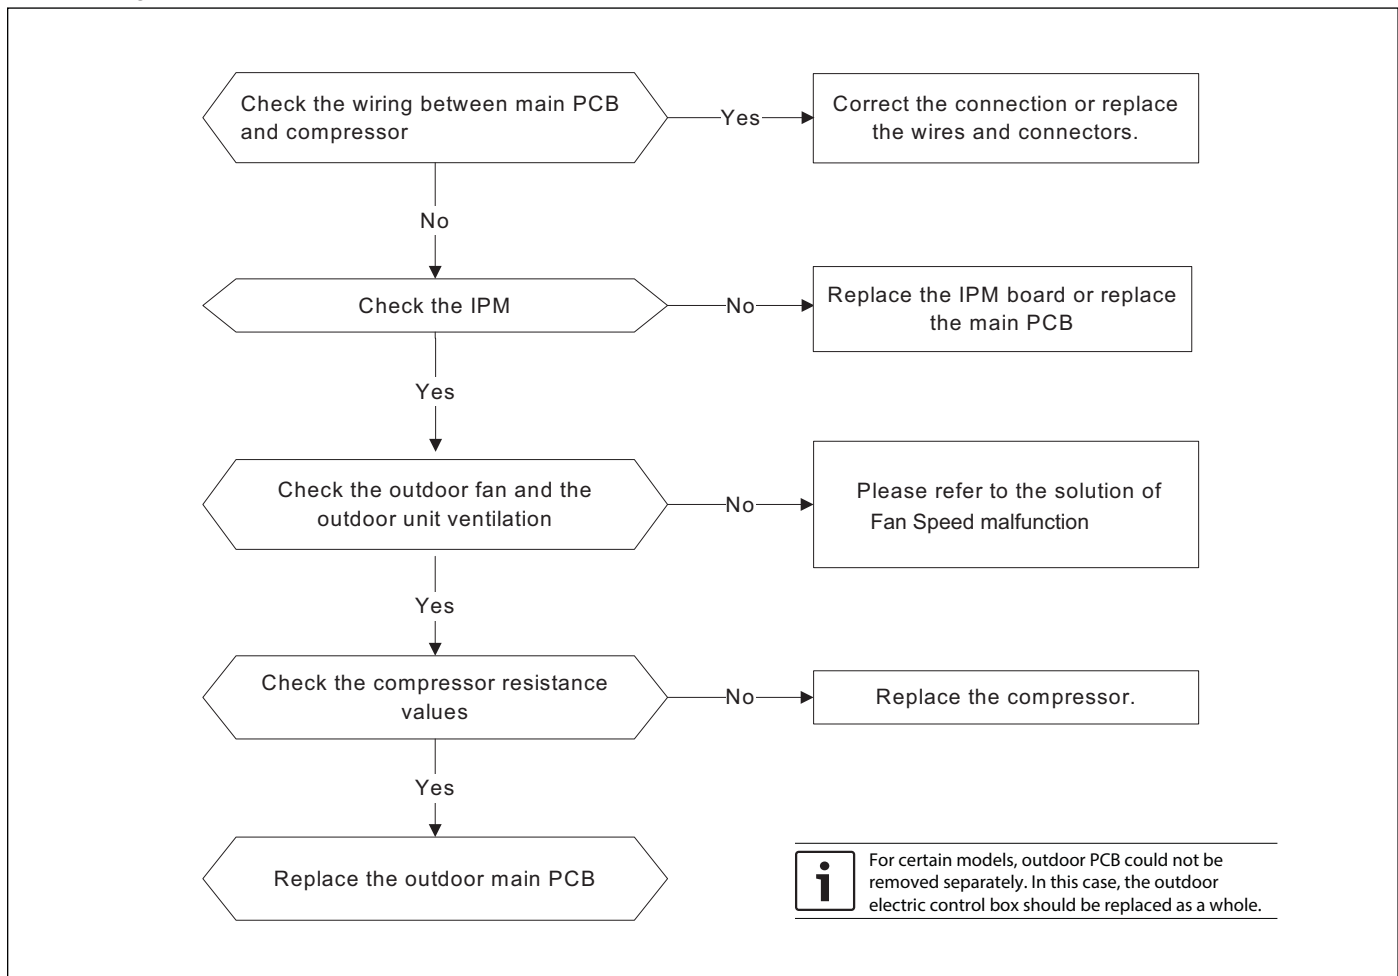 Check the wiring between main PCB
and compressor
Yes
Correct the connection or replace
the wires and connectors.
No
Check the IPM
No
Replace the IPM board or replace
the main PCB
Yes
Check the outdoor fan and the
outdoor unit ventilation
No
Please refer to the solution of
Fan Speed malfunction
Yes
Check the compressor resistance
values
No
Replace the compressor.
Yes
Replace the outdoor main PCB
i
For certain models, outdoor PCB could not be
removed separately. In this case, the outdoor
electric control box should be replaced as a whole.